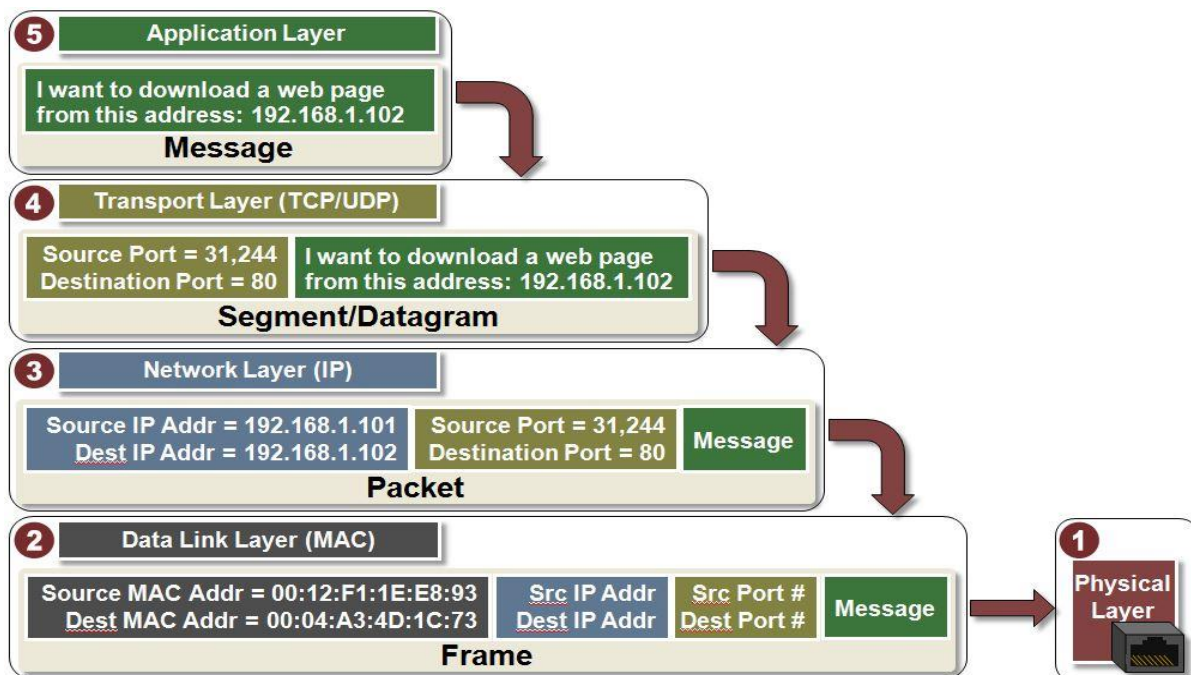 5
Application Layer
I want to download a web page
from this address: 192.168.1.102
Message
4
Transport Layer (TCP/UDP)
Source Port = 31,244
Destination Port = 80
I want to download a web page
from this address: 192.168.1.102
Segment/Datagram
3
Network Layer (IP)
Source IP Addr = 192.168.1.101
Dest IP Addr = 192.168.1.102
Source Port = 31,244
Destination Port = 80
Message
Packet
2
Data Link Layer (MAC)
Source MAC Addr = 00:12:F1:1E:E8:93
Dest MAC Addr = 00:04:A3:4D:1C:73
Src IP Addr
Dest IP Addr
Src Port #
Dest Port #
Message
Frame
1
Physical
Layer